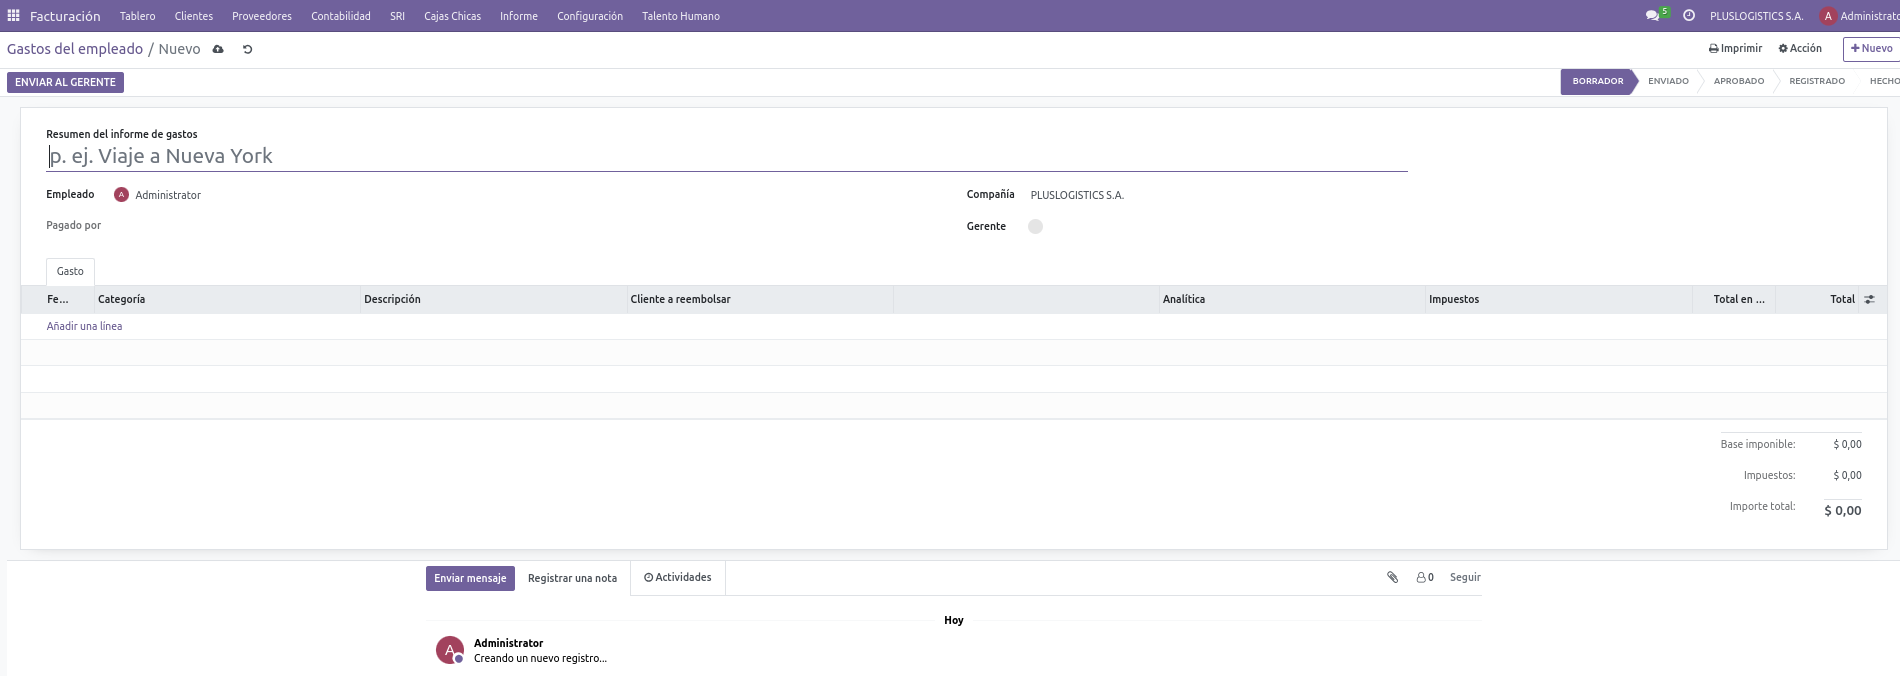 Facturación Tablero Clientes Proveedores Contabilidad SRI Cajas Chicas Informe Configuración Talento Humano 5 PLUSLOGISTICS S.A. A Administrato
Gastos del empleado / Nuevo Imprimir Acción Nuevo
ENVIAR AL GERENTE BORRADOR ENVIADO APROBADO REGISTRADO HECHO
Resumen del informe de gastos
p. ej. Viaje a Nueva York
Empleado A Administrator Compañía PLUSLOGISTICS S.A.
Pagado por Gerente
Gasto
Fe... Categoría Descripción Cliente a reembolsar Analítica Impuestos Total en ... Total
Añadir una línea
Base imponible: $ 0,00
Impuestos: $ 0,00
Importe total: $ 0,00
Enviar mensaje Registrar una nota Actividades 0 Seguir
Hoy
A Administrator
Creando un nuevo registro...